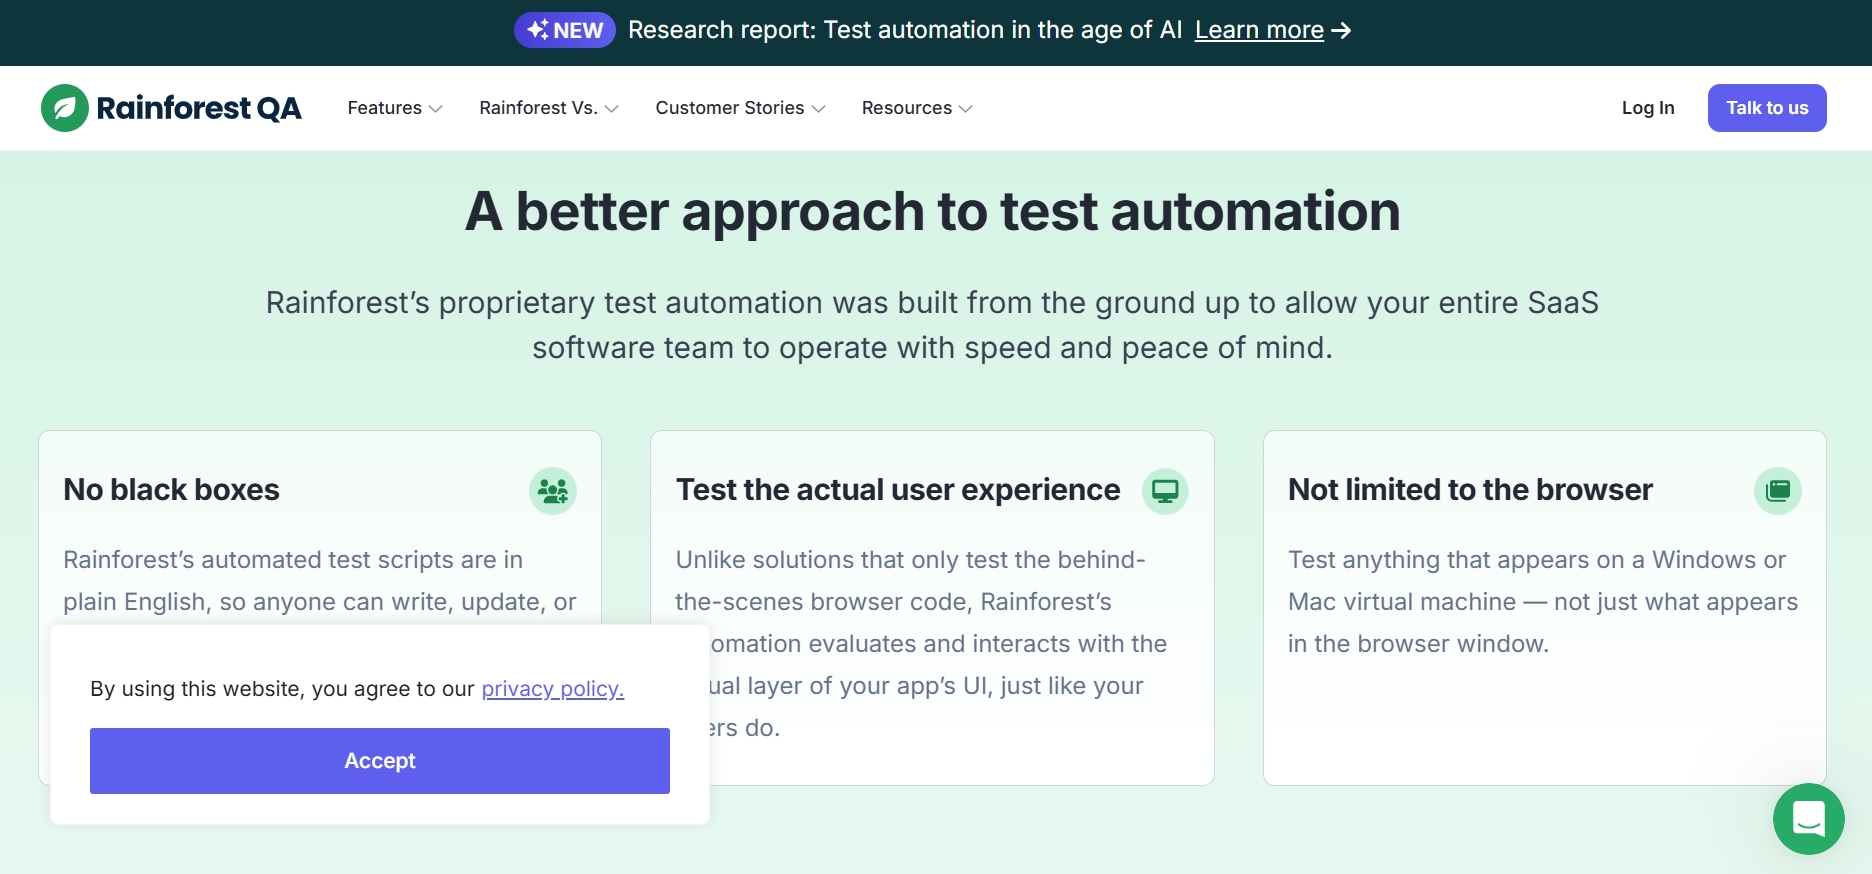 NEW Research report: Test automation in the age of AI Learn more →
Rainforest QA Features Rainforest Vs. Customer Stories Resources Log In Talk to us
A better approach to test automation
Rainforest’s proprietary test automation was built from the ground up to allow your entire SaaS
software team to operate with speed and peace of mind.
No black boxes
Rainforest’s automated test scripts are in
plain English, so anyone can write, update, or
Test the actual user experience
Unlike solutions that only test the behind-
the-scenes browser code, Rainforest’s
evaluates and interacts with the
layer of your app’s UI, just like your
do.
Not limited to the browser
Test anything that appears on a Windows or
Mac virtual machine — not just what appears
in the browser window.
By using this website, you agree to our privacy policy.
Accept